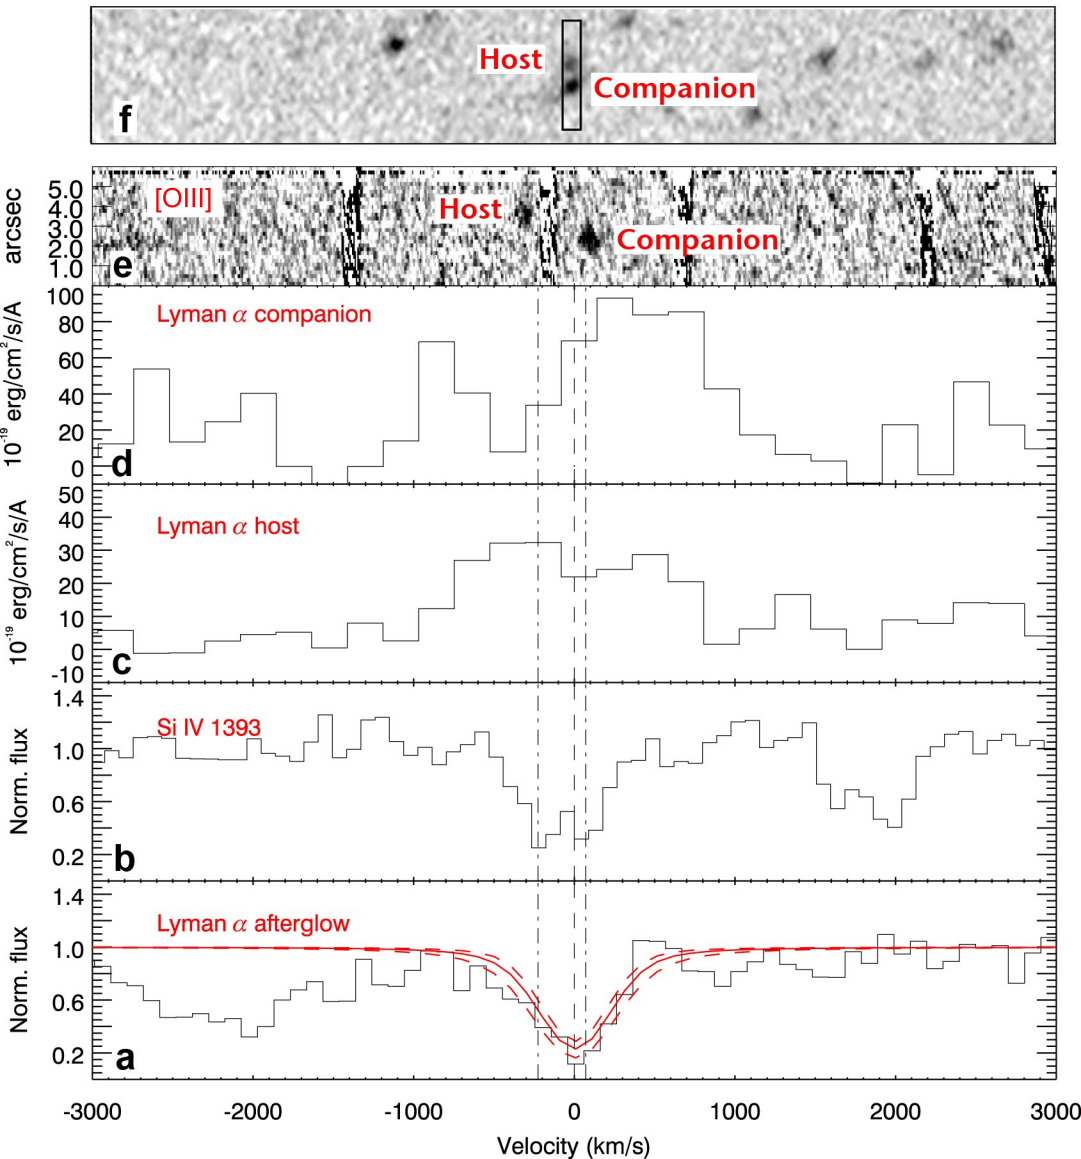 Host
Companion
f
arcsec
5.0
4.0
3.0
2.0
1.0
[OIII]
Host
Companion
e
10⁻¹⁹ erg/cm²/s/A
100
80
60
40
20
0
Lyman α companion
d
10⁻¹⁹ erg/cm²/s/A
50
40
30
20
10
0
-10
Lyman α host
c
Norm. flux
1.4
1.0
0.6
0.2
Si IV 1393
b
Norm. flux
1.4
1.0
0.6
0.2
Lyman α afterglow
a
-3000 -2000 -1000 0 1000 2000 3000
Velocity (km/s)